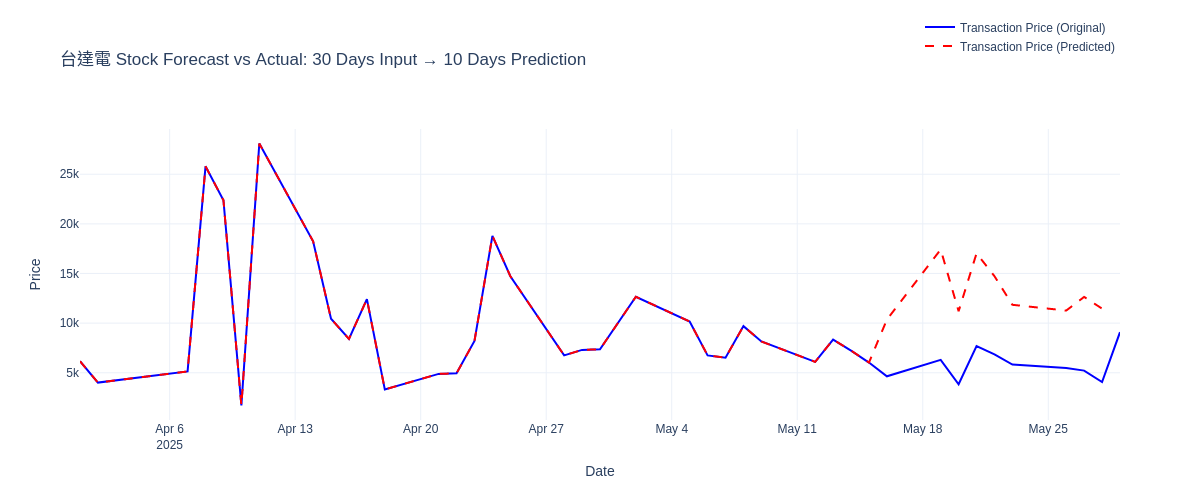 Transaction Price (Original)
Transaction Price (Predicted)
台達電 Stock Forecast vs Actual: 30 Days Input → 10 Days Prediction
25k
20k
15k
10k
5k
Price
Apr 6
2025
Apr 13
Apr 20
Apr 27
May 4
May 11
May 18
May 25
Date